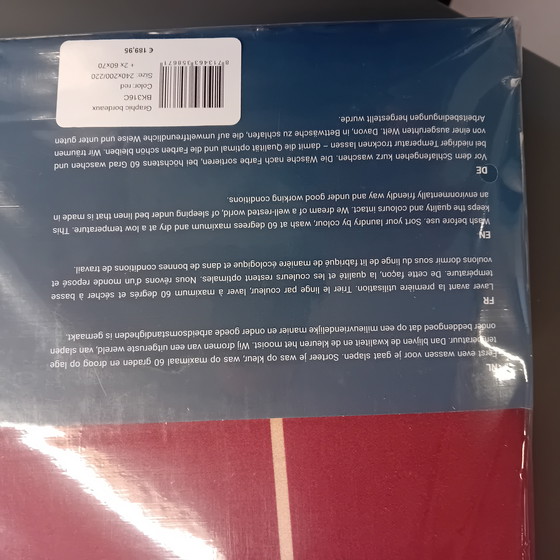 NL
Eerst even wassen voor je gaat slapen. Sorteer je was op kleur, was op maximaal 60 graden en droog op lage
temperatuur. Dan blijven de kwaliteit en de kleuren het mooist. Wij dromen van een uitgeruste wereld, van slapen
onder beddengoed dat op een milieuvriendelijke manier en onder goede arbeidsomstandigheden is gemaakt.
FR
Laver avant la première utilisation. Trier le linge par couleur, laver à maximum 60 degrés et sécher à basse
température. De cette façon, la qualité et les couleurs restent optimales. Nous rêvons d'un monde reposé et
voulons dormir sous du linge de lit fabriqué de manière écologique et dans de bonnes conditions de travail.
EN
Wash before use. Sort your laundry by colour, wash at 60 degrees maximum and dry at a low temperature. This
keeps the quality and colours intact. We dream of a well-rested world, of sleeping under bed linen that is made in
an environmentally friendly way and under good working conditions.
DE
Vor dem Schlafengehen kurz waschen. Die Wäsche nach Farbe sortieren, bei höchstens 60 Grad waschen und
bei niedriger Temperatur trocknen lassen – damit die Qualität optimal und die Farben schön bleiben. Wir träumen
von einer ausgeruhten Welt. Davon, in Bettwäsche zu schlafen, die auf umweltfreundliche Weise und unter guten
Arbeitsbedingungen hergestellt wurde.
Graphic bordeaux
BK316C
Color: red
Size: 240x200/220
+ 2x 60x70
€ 189,95
8713463358671